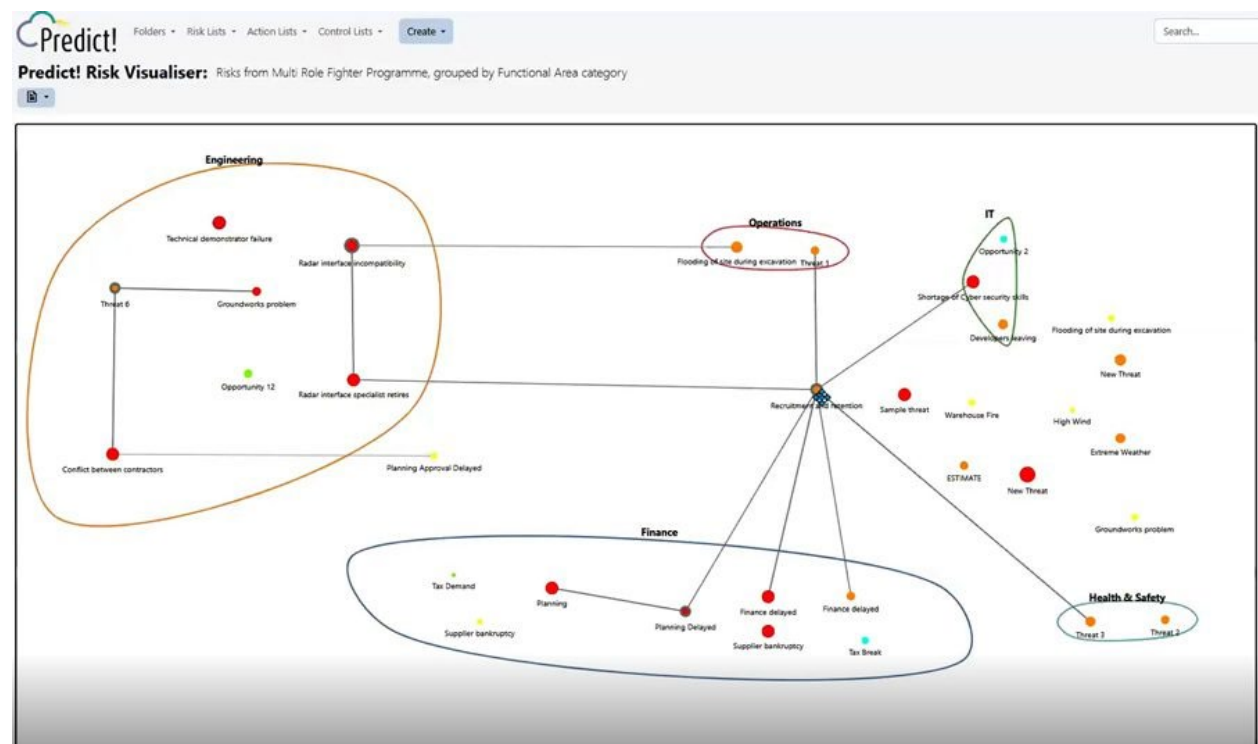 Predict!
Folders
Risk Lists
Action Lists
Control Lists
Create
Search...
Predict! Risk Visualiser: Risks from Multi Role Fighter Programme, grouped by Functional Area category
Engineering
Technical demonstrator failure
Radar interface incompatibility
Threat 6
Groundworks problem
Opportunity 12
Radar interface specialist retires
Conflict between contractors
Planning Approval Delayed
Operations
Flooding of site during excavation
Threat 1
IT
Opportunity 2
Shortage of Cyber security skills
Developers leaving
Flooding of site during excavation
New Threat
Recruitment and retention
Sample threat
Warehouse Fire
High Wind
Extreme Weather
ESTIMATE
New Threat
Groundworks problem
Finance
Tax Demand
Planning
Supplier bankruptcy
Planning Delayed
Finance delayed
Finance delayed
Supplier bankruptcy
Tax Break
Health & Safety
Threat 3
Threat 2